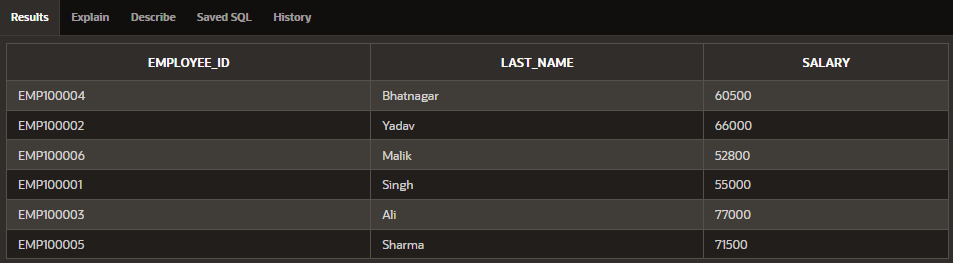 Results Explain Describe Saved SQL History
EMPLOYEE_ID LAST_NAME SALARY
EMP100004 Bhatnagar 60500
EMP100002 Yadav 66000
EMP100006 Malik 52800
EMP100001 Singh 55000
EMP100003 Ali 77000
EMP100005 Sharma 71500